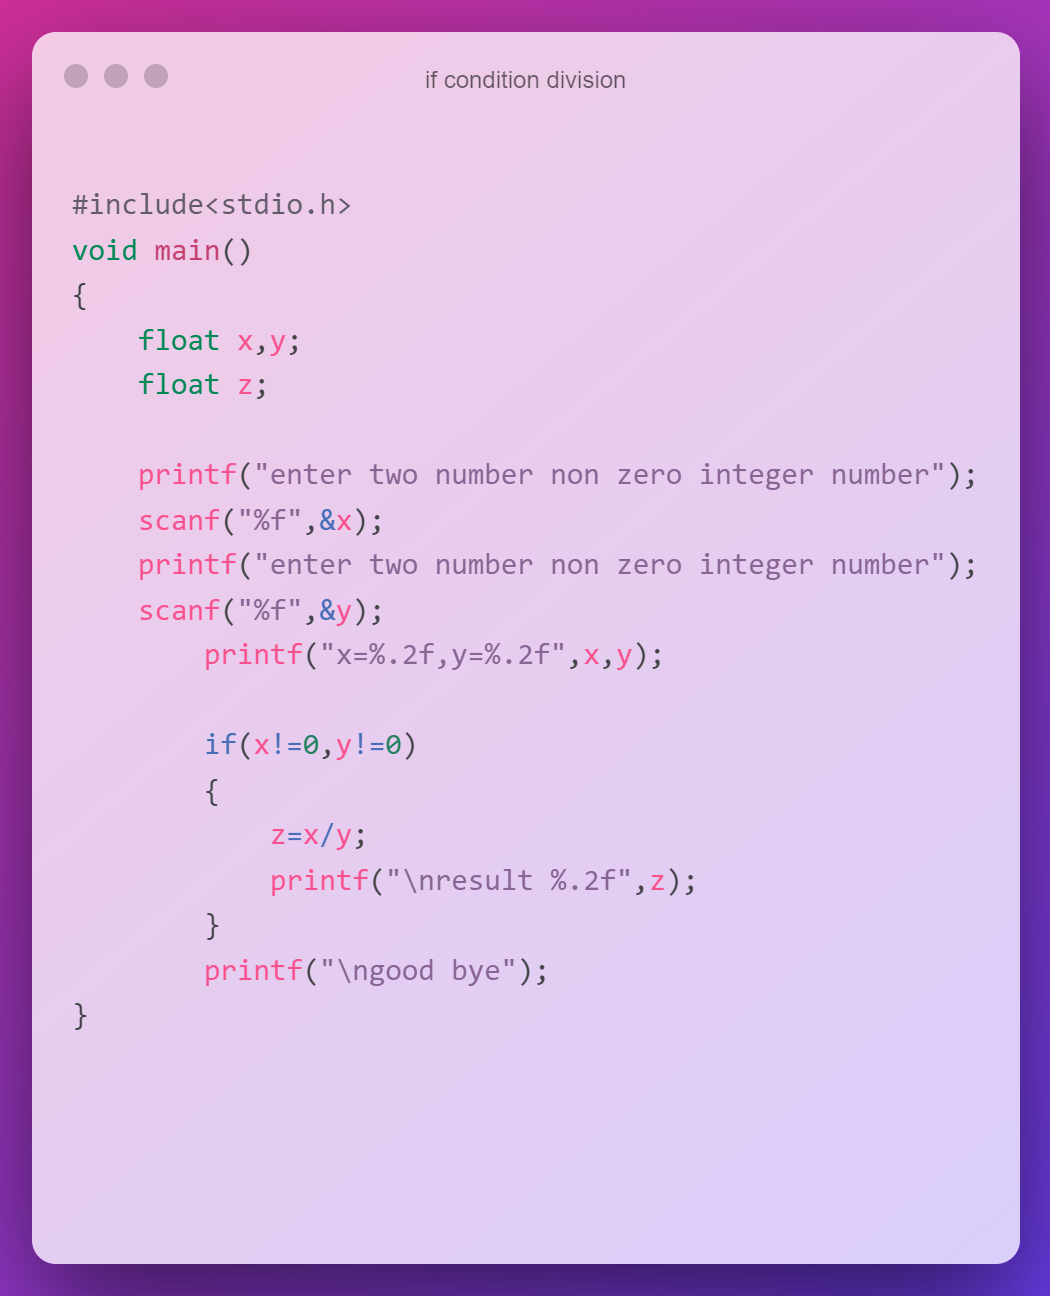 if condition division
#include<stdio.h>
void main()
{
    float x,y;
    float z;

    printf("enter two number non zero integer number");
    scanf("%f",&x);
    printf("enter two number non zero integer number");
    scanf("%f",&y);
        printf("x=%.2f,y=%.2f",x,y);

        if(x!=0,y!=0)
        {
            z=x/y;
            printf("\nresult %.2f",z);
        }
        printf("\ngood bye");
}